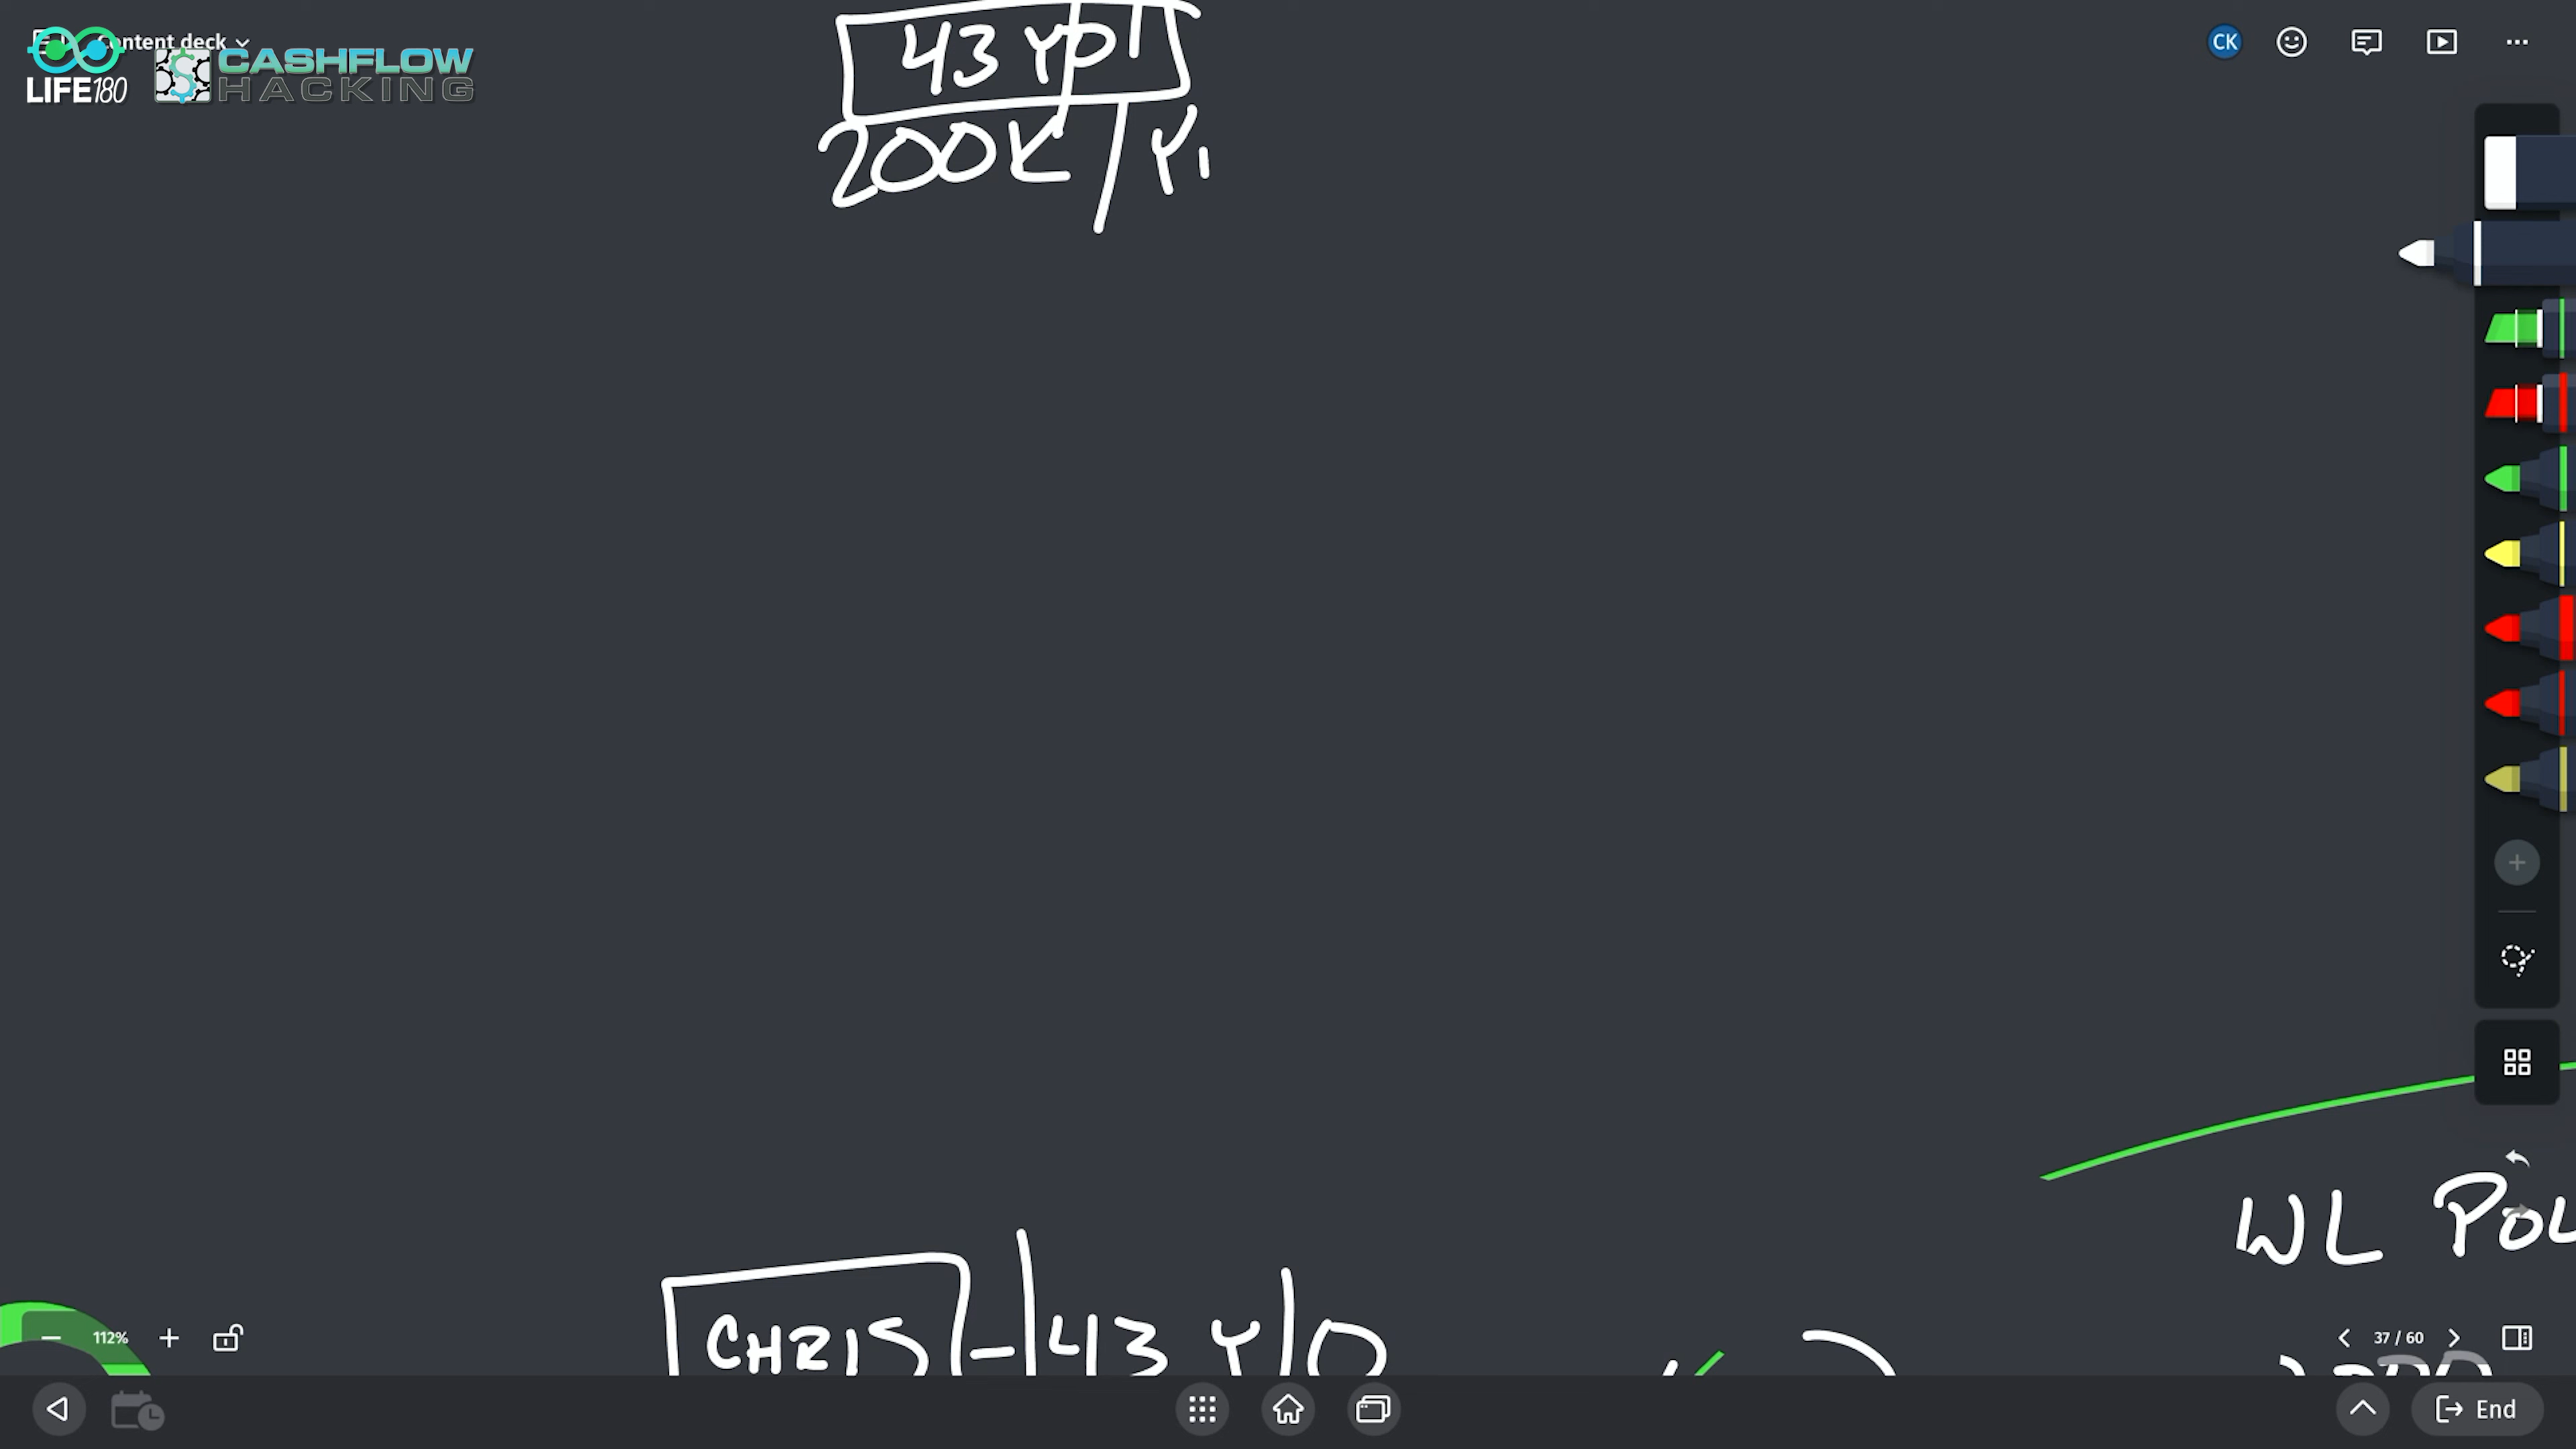 Content deck
LIFE180
CASHFLOW
HACKING
CK
43
200K/Y
WL POL
CHRIS - 43 Y/O
112%
37 / 60
End